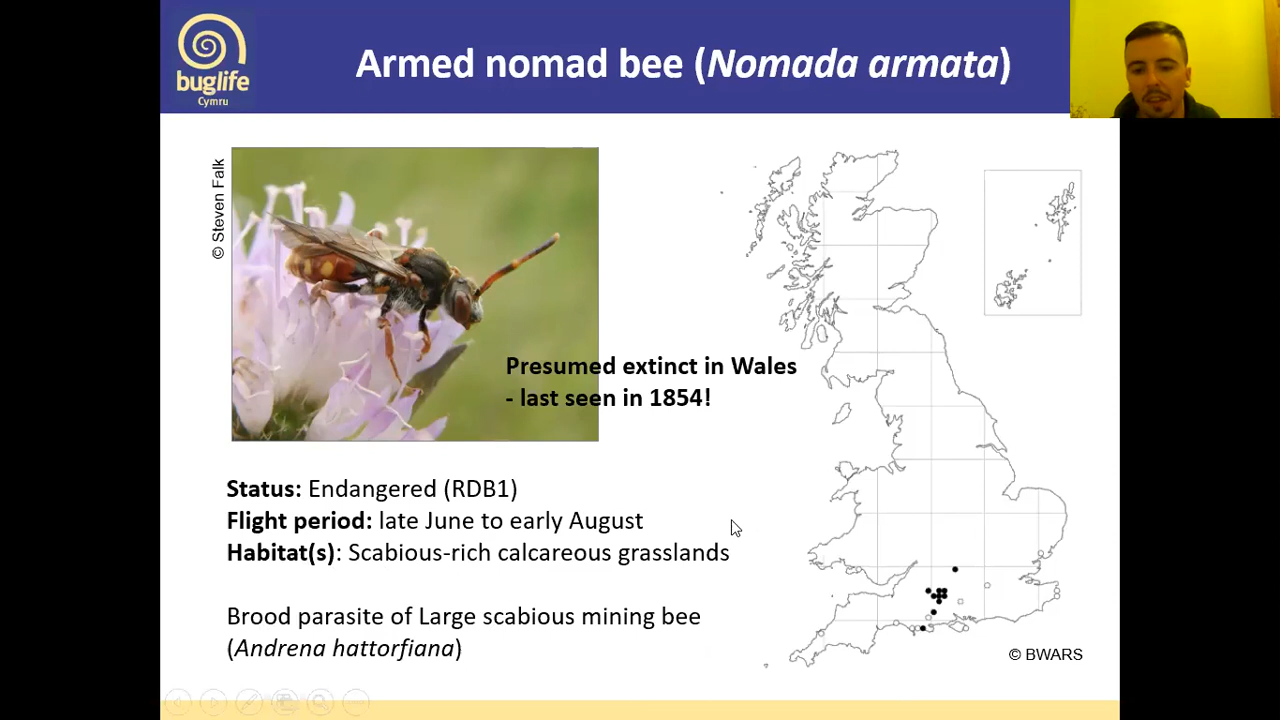 buglife
Cymru
Armed nomad bee (Nomada armata)
© Steven Falk
Presumed extinct in Wales
- last seen in 1854!
Status: Endangered (RDB1)
Flight period: late June to early August
Habitat(s): Scabious-rich calcareous grasslands
Brood parasite of Large scabious mining bee
(Andrena hattorfiana)
© BWARS